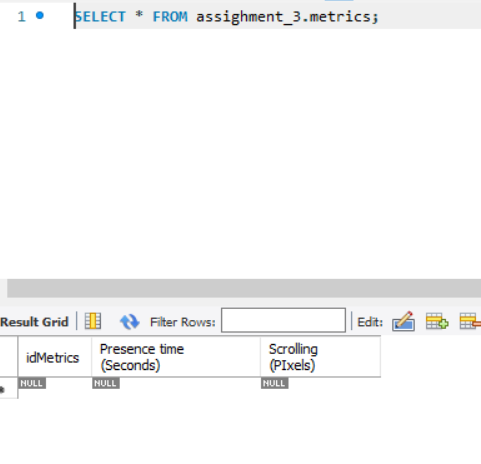 1 SELECT * FROM assighment_3.metrics;
Result Grid Filter Rows: Edit:
idMetrics Presence time (Seconds) Scrolling (PIxels)
NULL NULL NULL